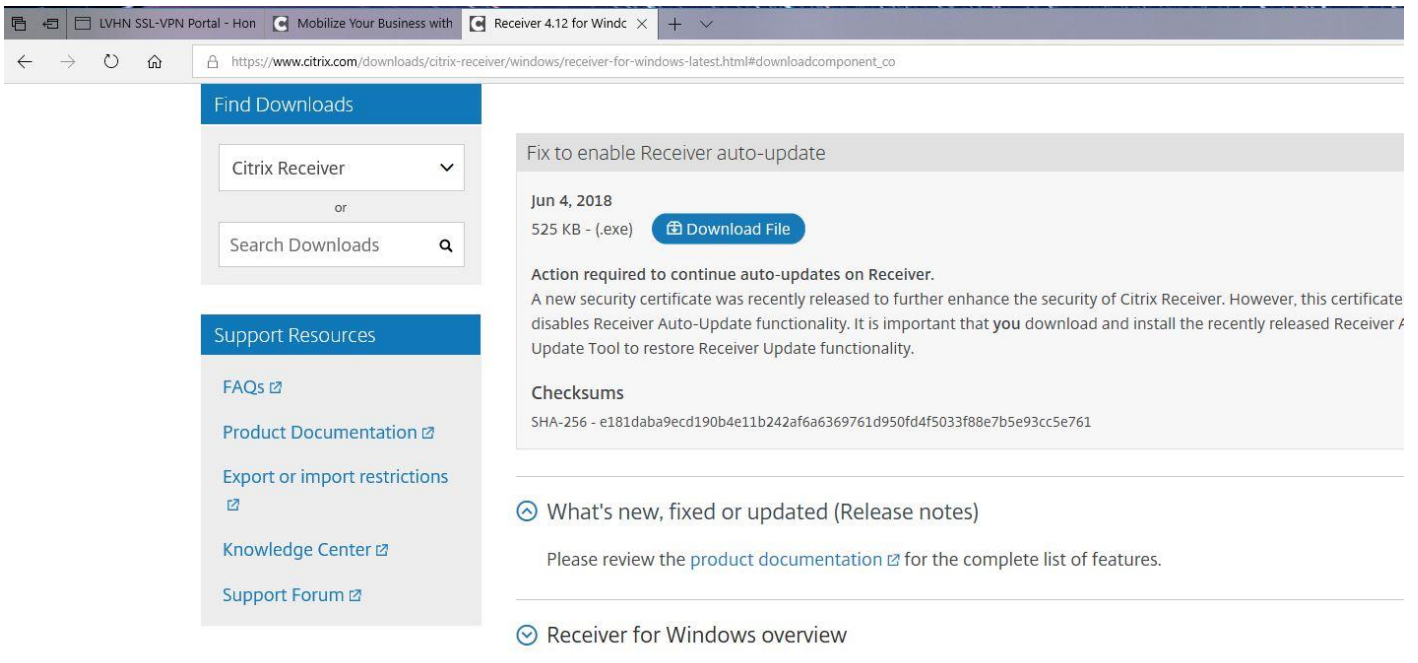 LVHN SSL-VPN Portal - Hon
Mobilize Your Business with
Receiver 4.12 for Windc
https://www.citrix.com/downloads/citrix-receiver/windows/receiver-for-windows-latest.html#downloadcomponent_co
Find Downloads
Citrix Receiver
or
Search Downloads
Support Resources
FAQs
Product Documentation
Export or import restrictions
Knowledge Center
Support Forum
Fix to enable Receiver auto-update
Jun 4, 2018
525 KB - (.exe) Download File
Action required to continue auto-updates on Receiver.
A new security certificate was recently released to further enhance the security of Citrix Receiver. However, this certificate
disables Receiver Auto-Update functionality. It is important that you download and install the recently released Receiver A
Update Tool to restore Receiver Update functionality.
Checksums
SHA-256 - e181daba9ecd190b4e11b242af6a6369761d950fd4f5033f88e7b5e93cc5e761
What's new, fixed or updated (Release notes)
Please review the product documentation for the complete list of features.
Receiver for Windows overview